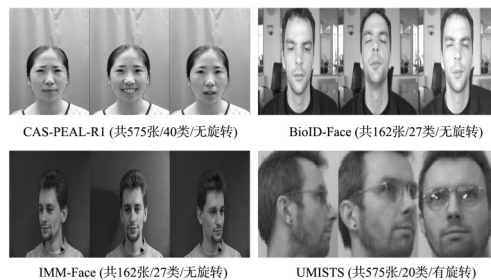 CAS-PEAL-R1 (共575张/40类/无旋转)
BioID-Face (共162张/27类/无旋转)
IMM-Face (共162张/27类/无旋转)
UMISTS (共575张/20类/有旋转)